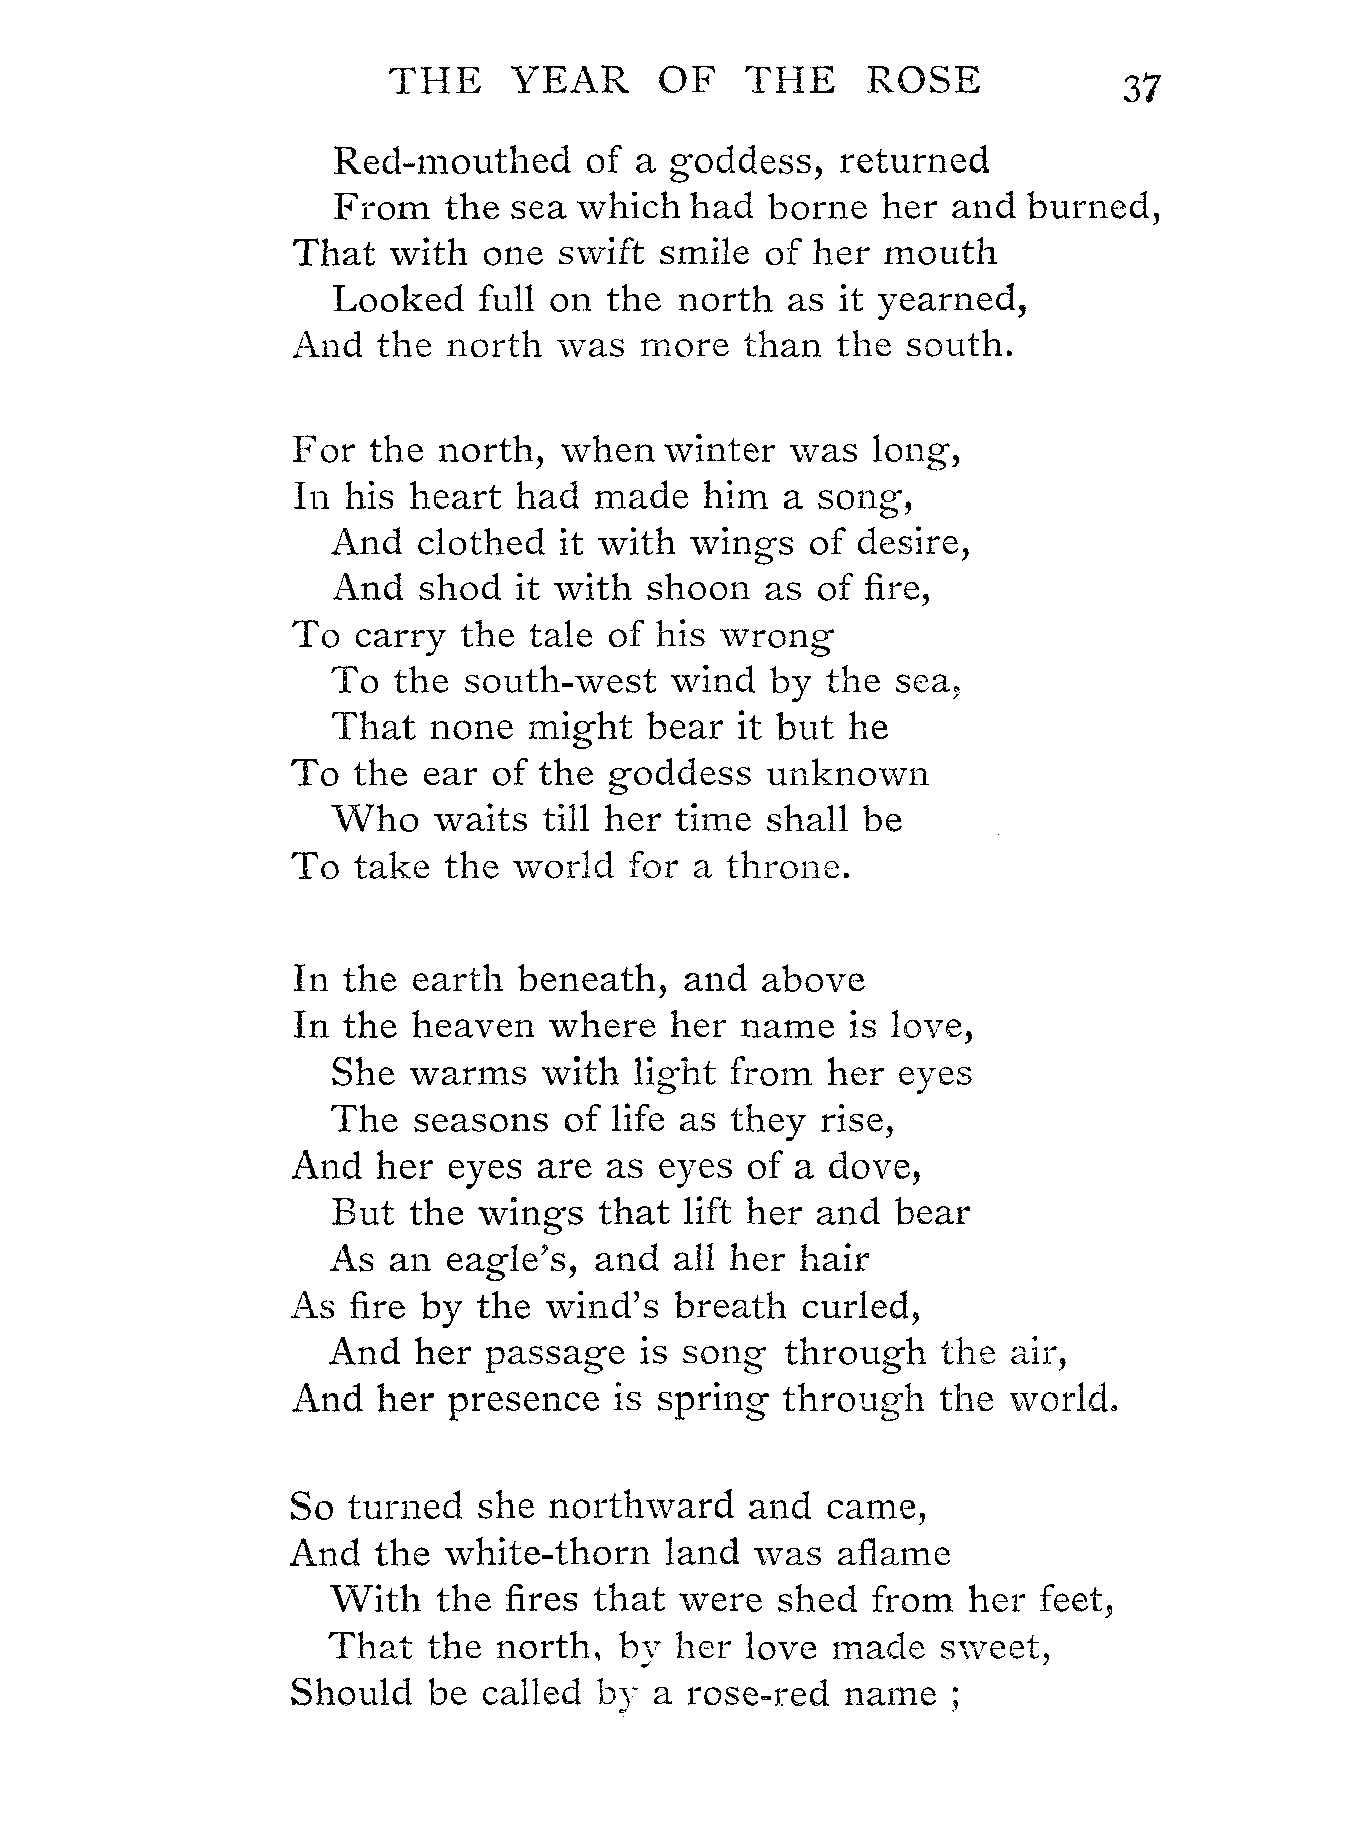 THE YEAR OF THE ROSE 37
Red-mouthed of a goddess, returned
From the sea which had borne her and burned,
That with one swift smile of her mouth
Looked full on the north as it yearned,
And the north was more than the south.
For the north, when winter was long,
In his heart had made him a song,
And clothed it with wings of desire,
And shod it with shoon as of fire,
To carry the tale of his wrong
To the south-west wind by the sea,
That none might bear it but he
To the ear of the goddess unknown
Who waits till her time shall be
To take the world for a throne.
In the earth beneath, and above
In the heaven where her name is love,
She warms with light from her eyes
The seasons of life as they rise,
And her eyes are as eyes of a dove,
But the wings that lift her and bear
As an eagle's, and all her hair
As fire by the wind's breath curled,
And her passage is song through the air,
And her presence is spring through the world.
So turned she northward and came,
And the white-thorn land was aflame
With the fires that were shed from her feet,
That the north, by her love made sweet,
Should be called by a rose-red name ;